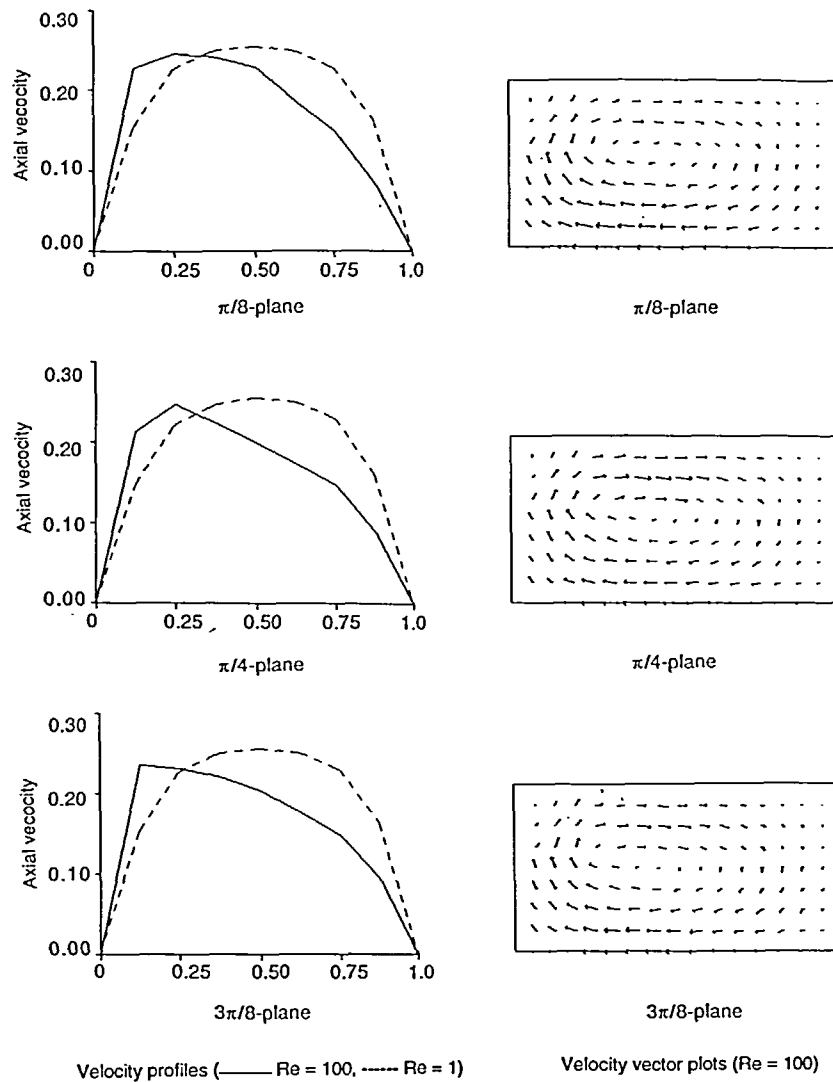 0.30
0.20
0.10
0.00
Axial vecocity
0 0.25 0.50 0.75 1.0
π/8-plane
π/8-plane
0.30
0.20
0.10
0.00
Axial vecocity
0 0.25 0.50 0.75 1.0
π/4-plane
π/4-plane
0.30
0.20
0.10
0.00
Axial vecocity
0 0.25 0.50 0.75 1.0
3π/8-plane
3π/8-plane
Velocity profiles (—— Re = 100, ------ Re = 1)
Velocity vector plots (Re = 100)